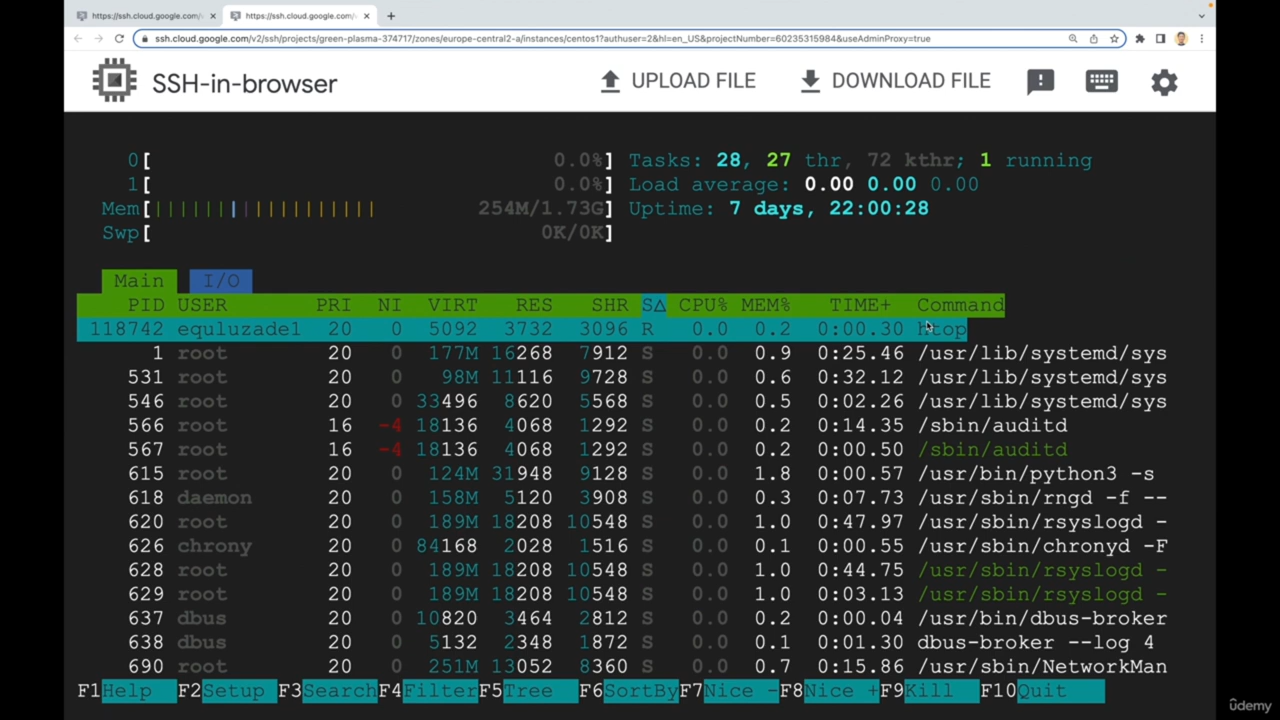 https://ssh.cloud.google.com/v https://ssh.cloud.google.com/v
ssh.cloud.google.com/v2/ssh/projects/green-plasma-374717/zones/europe-central2-a/instances/centos1?authuser=2&hl=en_US&projectNumber=60235315984&useAdminProxy=true
SSH-in-browser UPLOAD FILE DOWNLOAD FILE
0[ 0.0%] Tasks: 28, 27 thr, 72 kthr; 1 running
1[ 0.0%] Load average: 0.00 0.00 0.00
Mem[|||||||||||||||||||| 254M/1.73G] Uptime: 7 days, 22:00:28
Swp[ 0K/0K]
Main I/O
PID USER PRI NI VIRT RES SHR S△ CPU% MEM% TIME+ Command
118742 equluzade1 20 0 5092 3732 3096 R 0.0 0.2 0:00.30 htop
1 root 20 0 177M 16268 7912 S 0.0 0.9 0:25.46 /usr/lib/systemd/sys
531 root 20 0 98M 11116 9728 S 0.0 0.6 0:32.12 /usr/lib/systemd/sys
546 root 20 0 33496 8620 5568 S 0.0 0.5 0:02.26 /usr/lib/systemd/sys
566 root 16 -4 18136 4068 1292 S 0.0 0.2 0:14.35 /sbin/auditd
567 root 16 -4 18136 4068 1292 S 0.0 0.2 0:00.50 /sbin/auditd
615 root 20 0 124M 31948 9128 S 0.0 1.8 0:00.57 /usr/bin/python3 -s
618 daemon 20 0 158M 5120 3908 S 0.0 0.3 0:07.73 /usr/sbin/rngd -f --
620 root 20 0 189M 18208 10548 S 0.0 1.0 0:47.97 /usr/sbin/rsyslogd -
626 chrony 20 0 84168 2028 1516 S 0.0 0.1 0:00.55 /usr/sbin/chronyd -F
628 root 20 0 189M 18208 10548 S 0.0 1.0 0:44.75 /usr/sbin/rsyslogd -
629 root 20 0 189M 18208 10548 S 0.0 1.0 0:03.13 /usr/sbin/rsyslogd -
637 dbus 20 0 10820 3464 2812 S 0.0 0.2 0:00.04 /usr/bin/dbus-broker
638 dbus 20 0 5132 2348 1872 S 0.0 0.1 0:01.30 dbus-broker --log 4
690 root 20 0 251M 13052 8360 S 0.0 0.7 0:15.86 /usr/sbin/NetworkMan
F1Help F2Setup F3SearchF4FilterF5Tree F6SortByF7Nice -F8Nice +F9Kill F10Quit
ûdemy